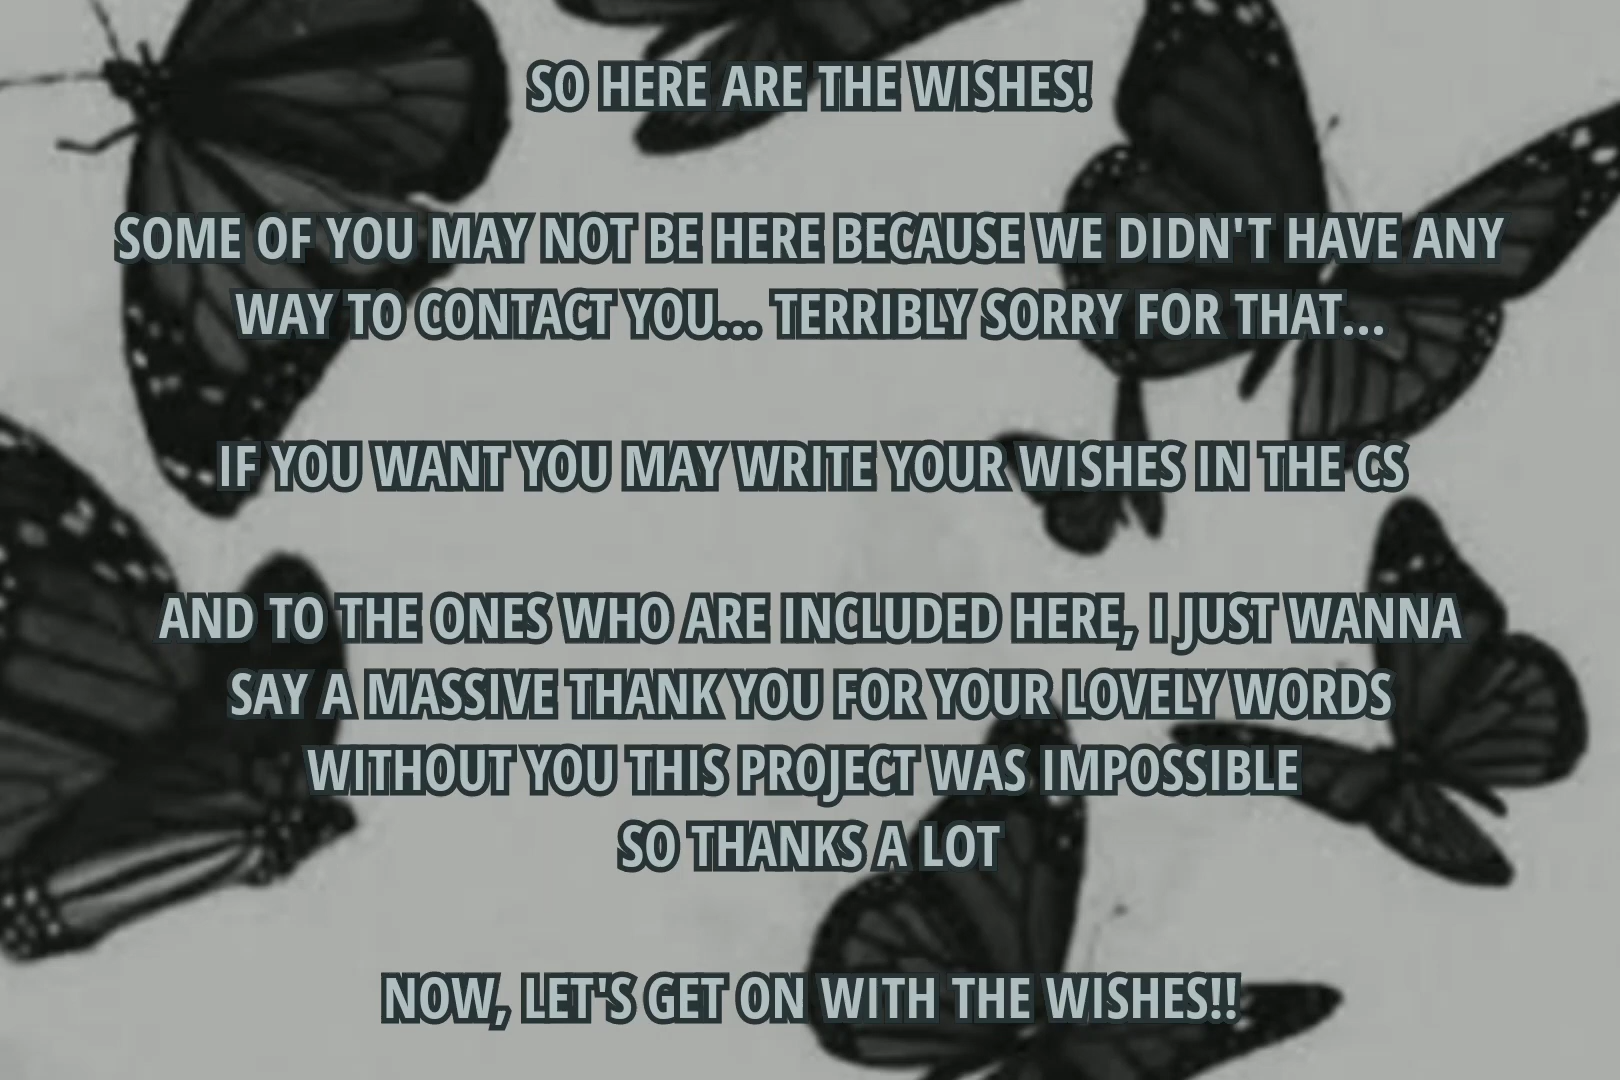 SO HERE ARE THE WISHES!
SOME OF YOU MAY NOT BE HERE BECAUSE WE DIDN'T HAVE ANY
WAY TO CONTACT YOU... TERRIBLY SORRY FOR THAT...
IF YOU WANT YOU MAY WRITE YOUR WISHES IN THE CS
AND TO THE ONES WHO ARE INCLUDED HERE, I JUST WANNA
SAY A MASSIVE THANK YOU FOR YOUR LOVELY WORDS
WITHOUT YOU THIS PROJECT WAS IMPOSSIBLE
SO THANKS A LOT
NOW, LET'S GET ON WITH THE WISHES!!